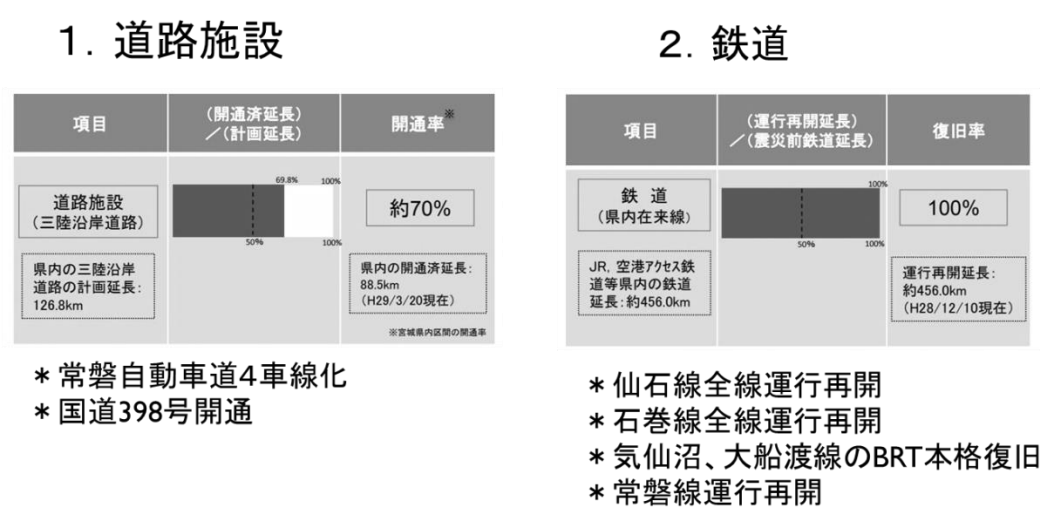 1. 道路施設
項目
(開通済延長)
/(計画延長)
開通率※
道路施設
(三陸沿岸道路)
69.8%
100%
50%
100%
約70%
県内の三陸沿岸
道路の計画延長:
126.8km
県内の開通済延長:
88.5km
(H29/3/20現在)
※宮城県内区間の開通率
*常磐自動車道4車線化
*国道398号開通
2. 鉄道
項目
(運行再開延長)
/(震災前鉄道延長)
復旧率
鉄 道
(県内在来線)
100%
50%
100%
100%
JR, 空港アクセス鉄
道等県内の鉄道
延長:約456.0km
運行再開延長:
約456.0km
(H28/12/10現在)
*仙石線全線運行再開
*石巻線全線運行再開
*気仙沼、大船渡線のBRT本格復旧
*常磐線運行再開